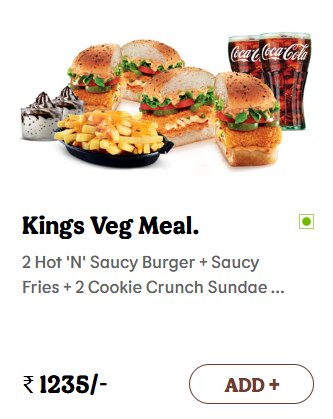 Coca-Cola Coca-Cola
Kings Veg Meal.
2 Hot 'N' Saucy Burger + Saucy
Fries + 2 Cookie Crunch Sundae ...
₹ 1235/-
ADD +